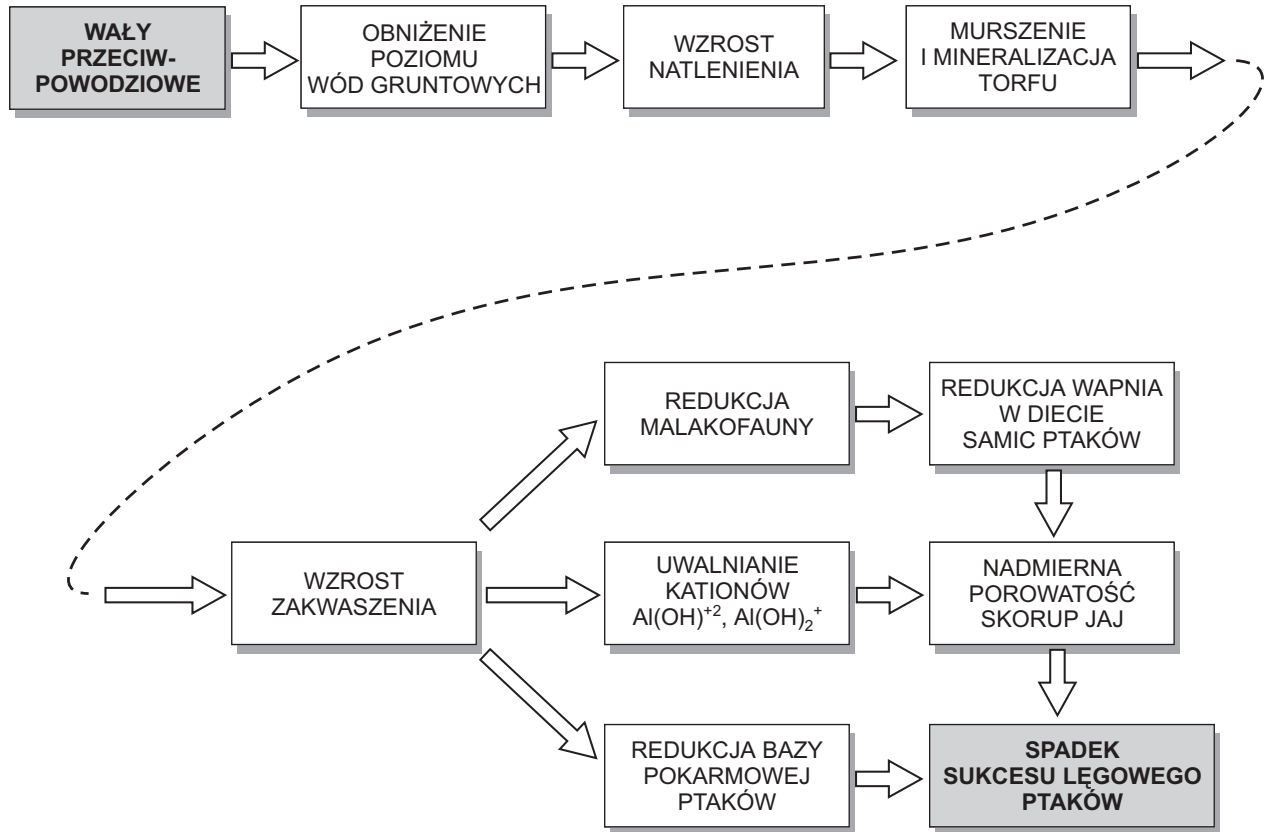 WAŁY
PRZECIW-
POWODZIOWE
OBNIŻENIE
POZIOMU
WÓD GRUNTOWYCH
WZROST
NATLENIENIA
MURSZENIE
I MINERALIZACJA
TORFU
REDUKCJA
MALAKOFAUNY
REDUKCJA WAPNIA
W DIECIE
SAMIC PTAKÓW
WZROST
ZAKWASZENIA
UWALNIANIE
KATIONÓW
Al(OH)⁺², Al(OH)₂⁺
NADMIERNA
POROWATOŚĆ
SKORUP JAJ
REDUKCJA BAZY
POKARMOWEJ
PTAKÓW
SPADEK
SUKCESU LĘGOWEGO
PTAKÓW